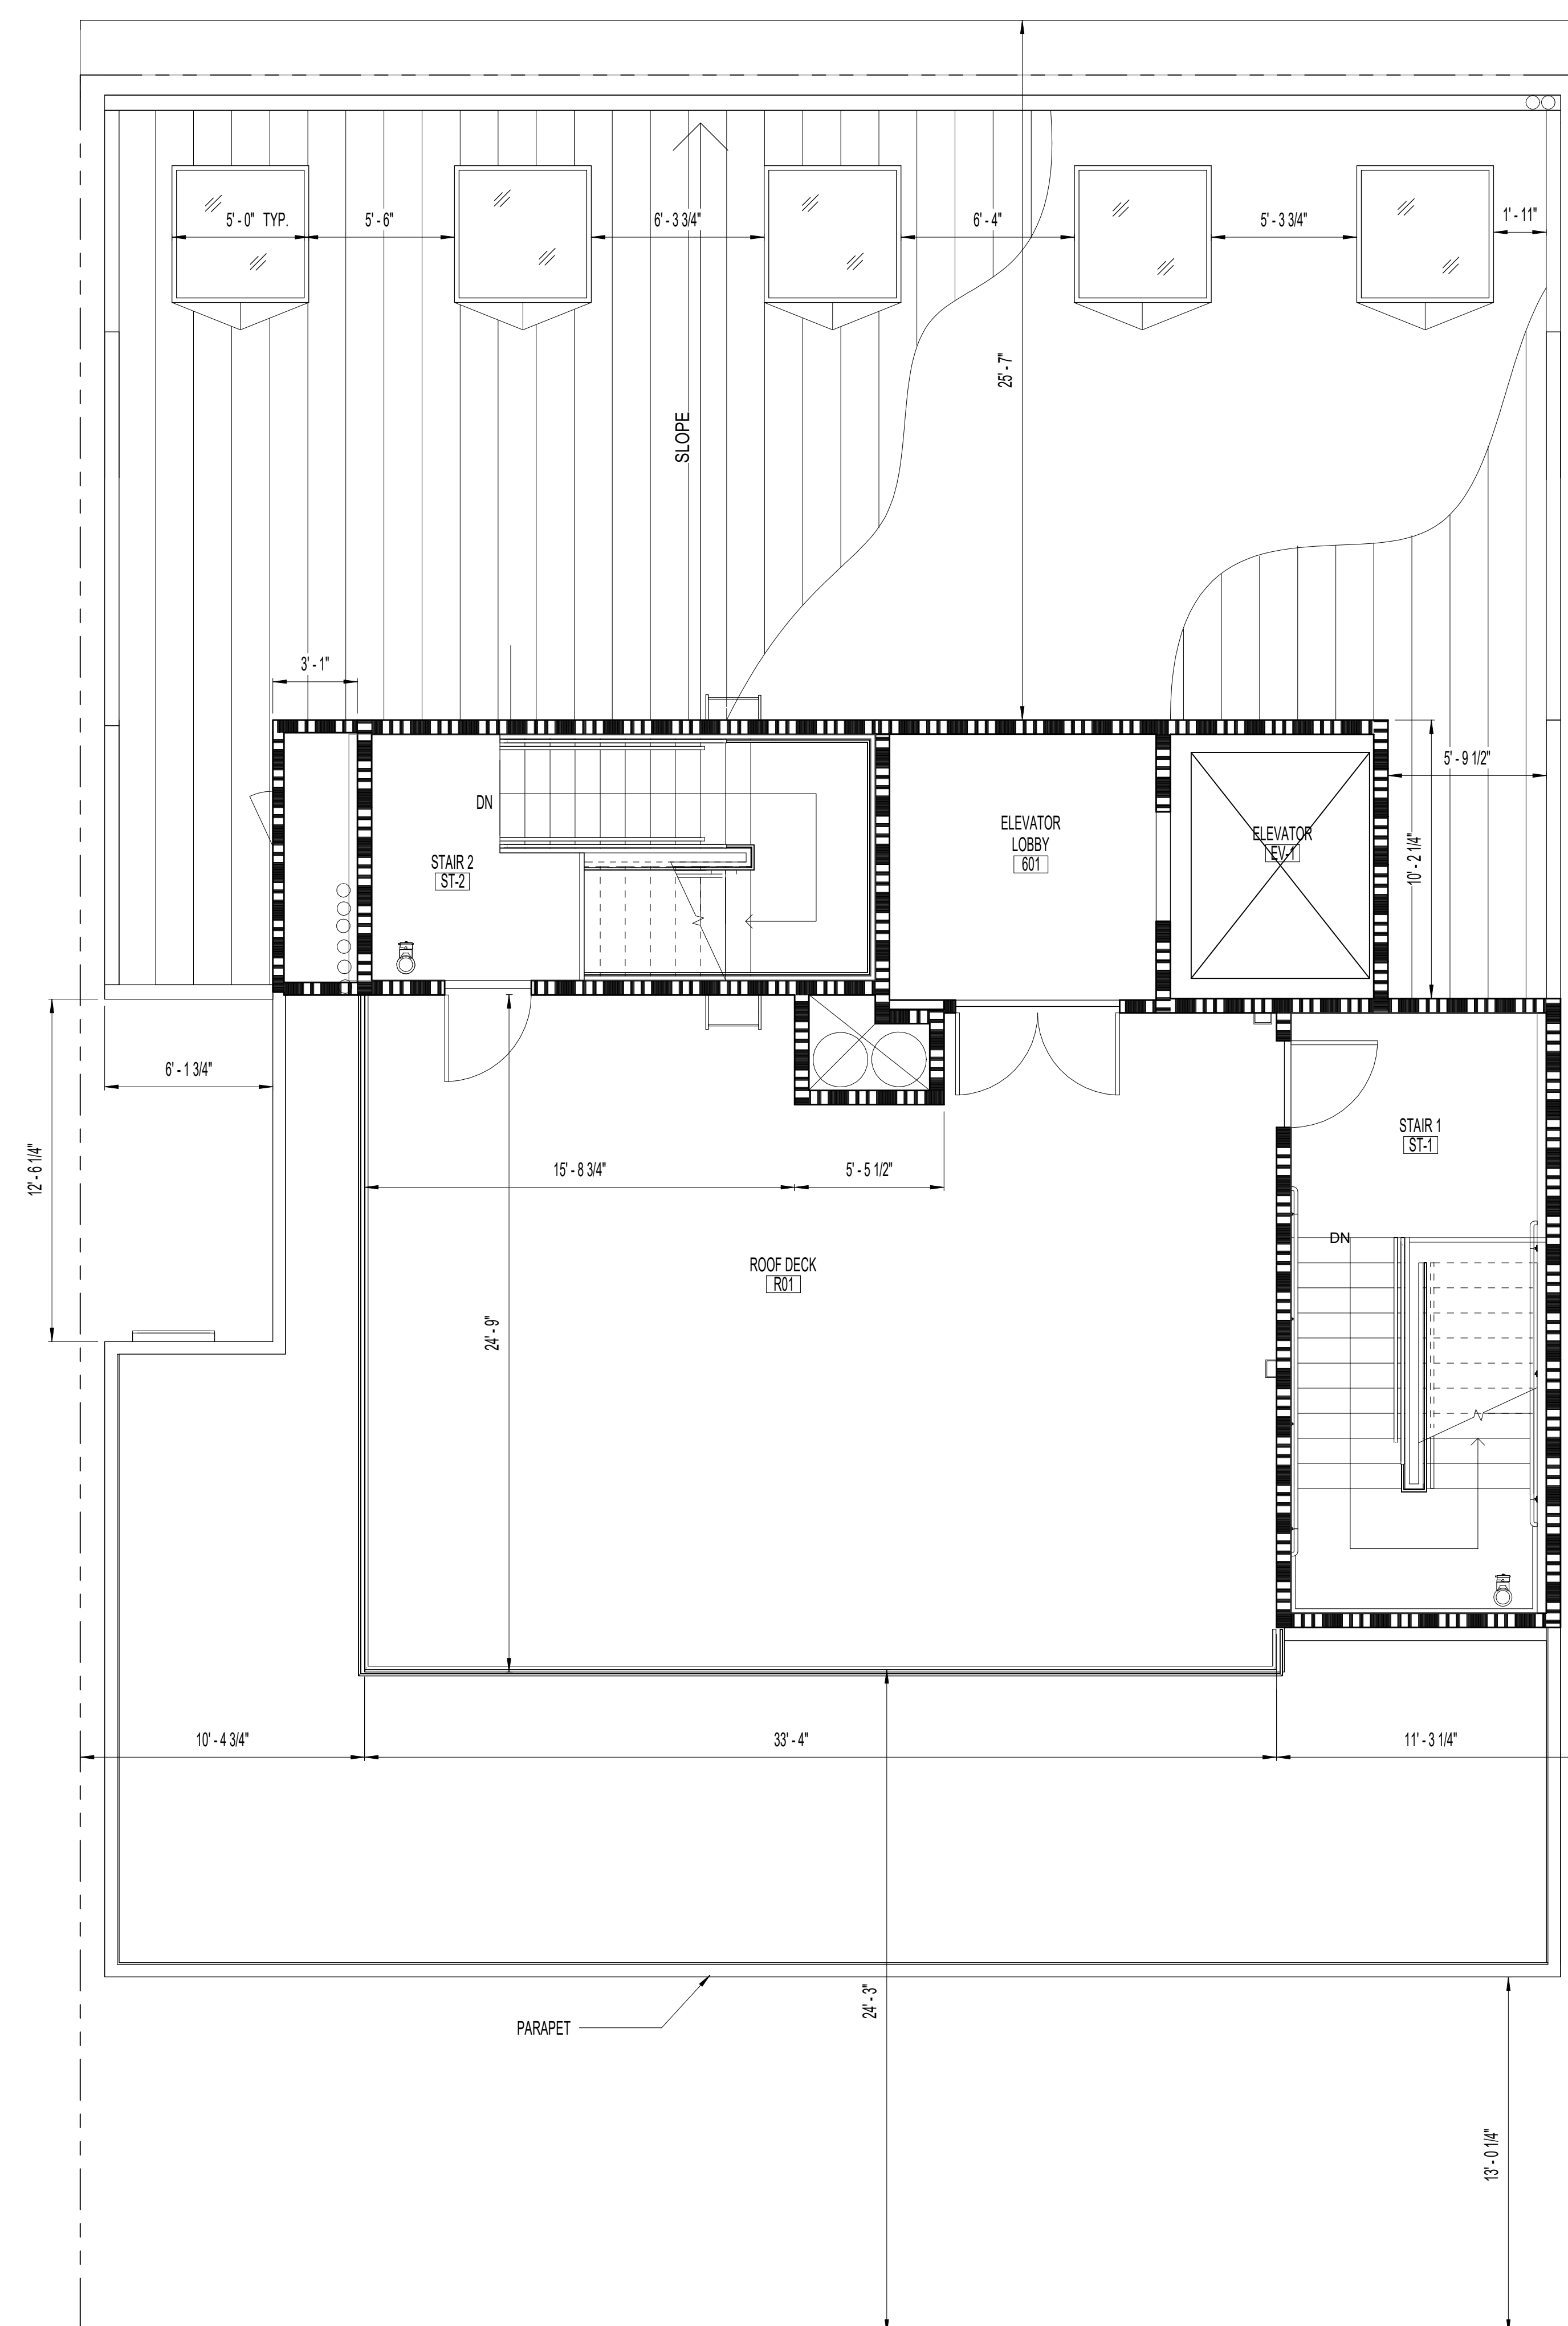 5' - 0"  TYP.
5' - 6"
6' - 3 3/4"
6' - 4"
5' - 3 3/4"
1' - 11"
25' - 7"
SLOPE
3' - 1"
5' - 9 1/2"
10' - 2 1/4"
DN
STAIR 2
ST-2
ELEVATOR
LOBBY
601
ELEVATOR
EV-1
6' - 1 3/4"
12' - 6 1/4"
15' - 8 3/4"
5' - 5 1/2"
STAIR 1
ST-1
DN
ROOF DECK
R01
24' - 9"
10' - 4 3/4"
33' - 4"
11' - 3 1/4"
24' - 3"
PARAPET
13' - 0 1/4"